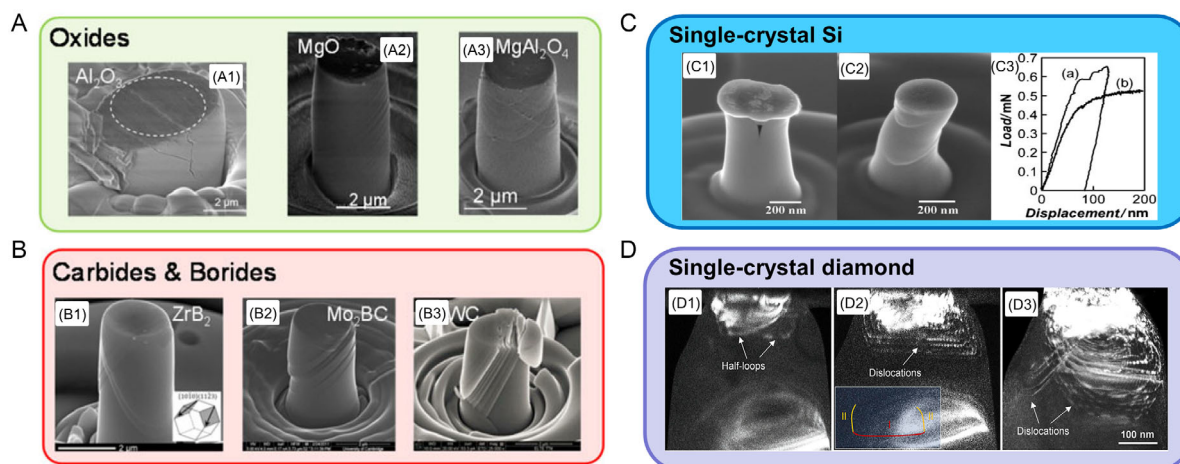 A
Oxides
Al₂O₃
(A1)
2 μm
MgO
(A2)
2 μm
(A3)
MgAl₂O₄
2 μm
B
Carbides & Borides
(B1)
ZrB₂
2 μm
(B2)
Mo₂BC
(B3)
WC
C
Single-crystal Si
(C1)
200 nm
(C2)
200 nm
(C3)
Load/mN
0.7
0.6
0.5
0.4
0.3
0.2
0.1
0
(a)
(b)
0
100
200
Displacement/nm
D
Single-crystal diamond
(D1)
Half-loops
(D2)
Dislocations
II
(D3)
Dislocations
100 nm